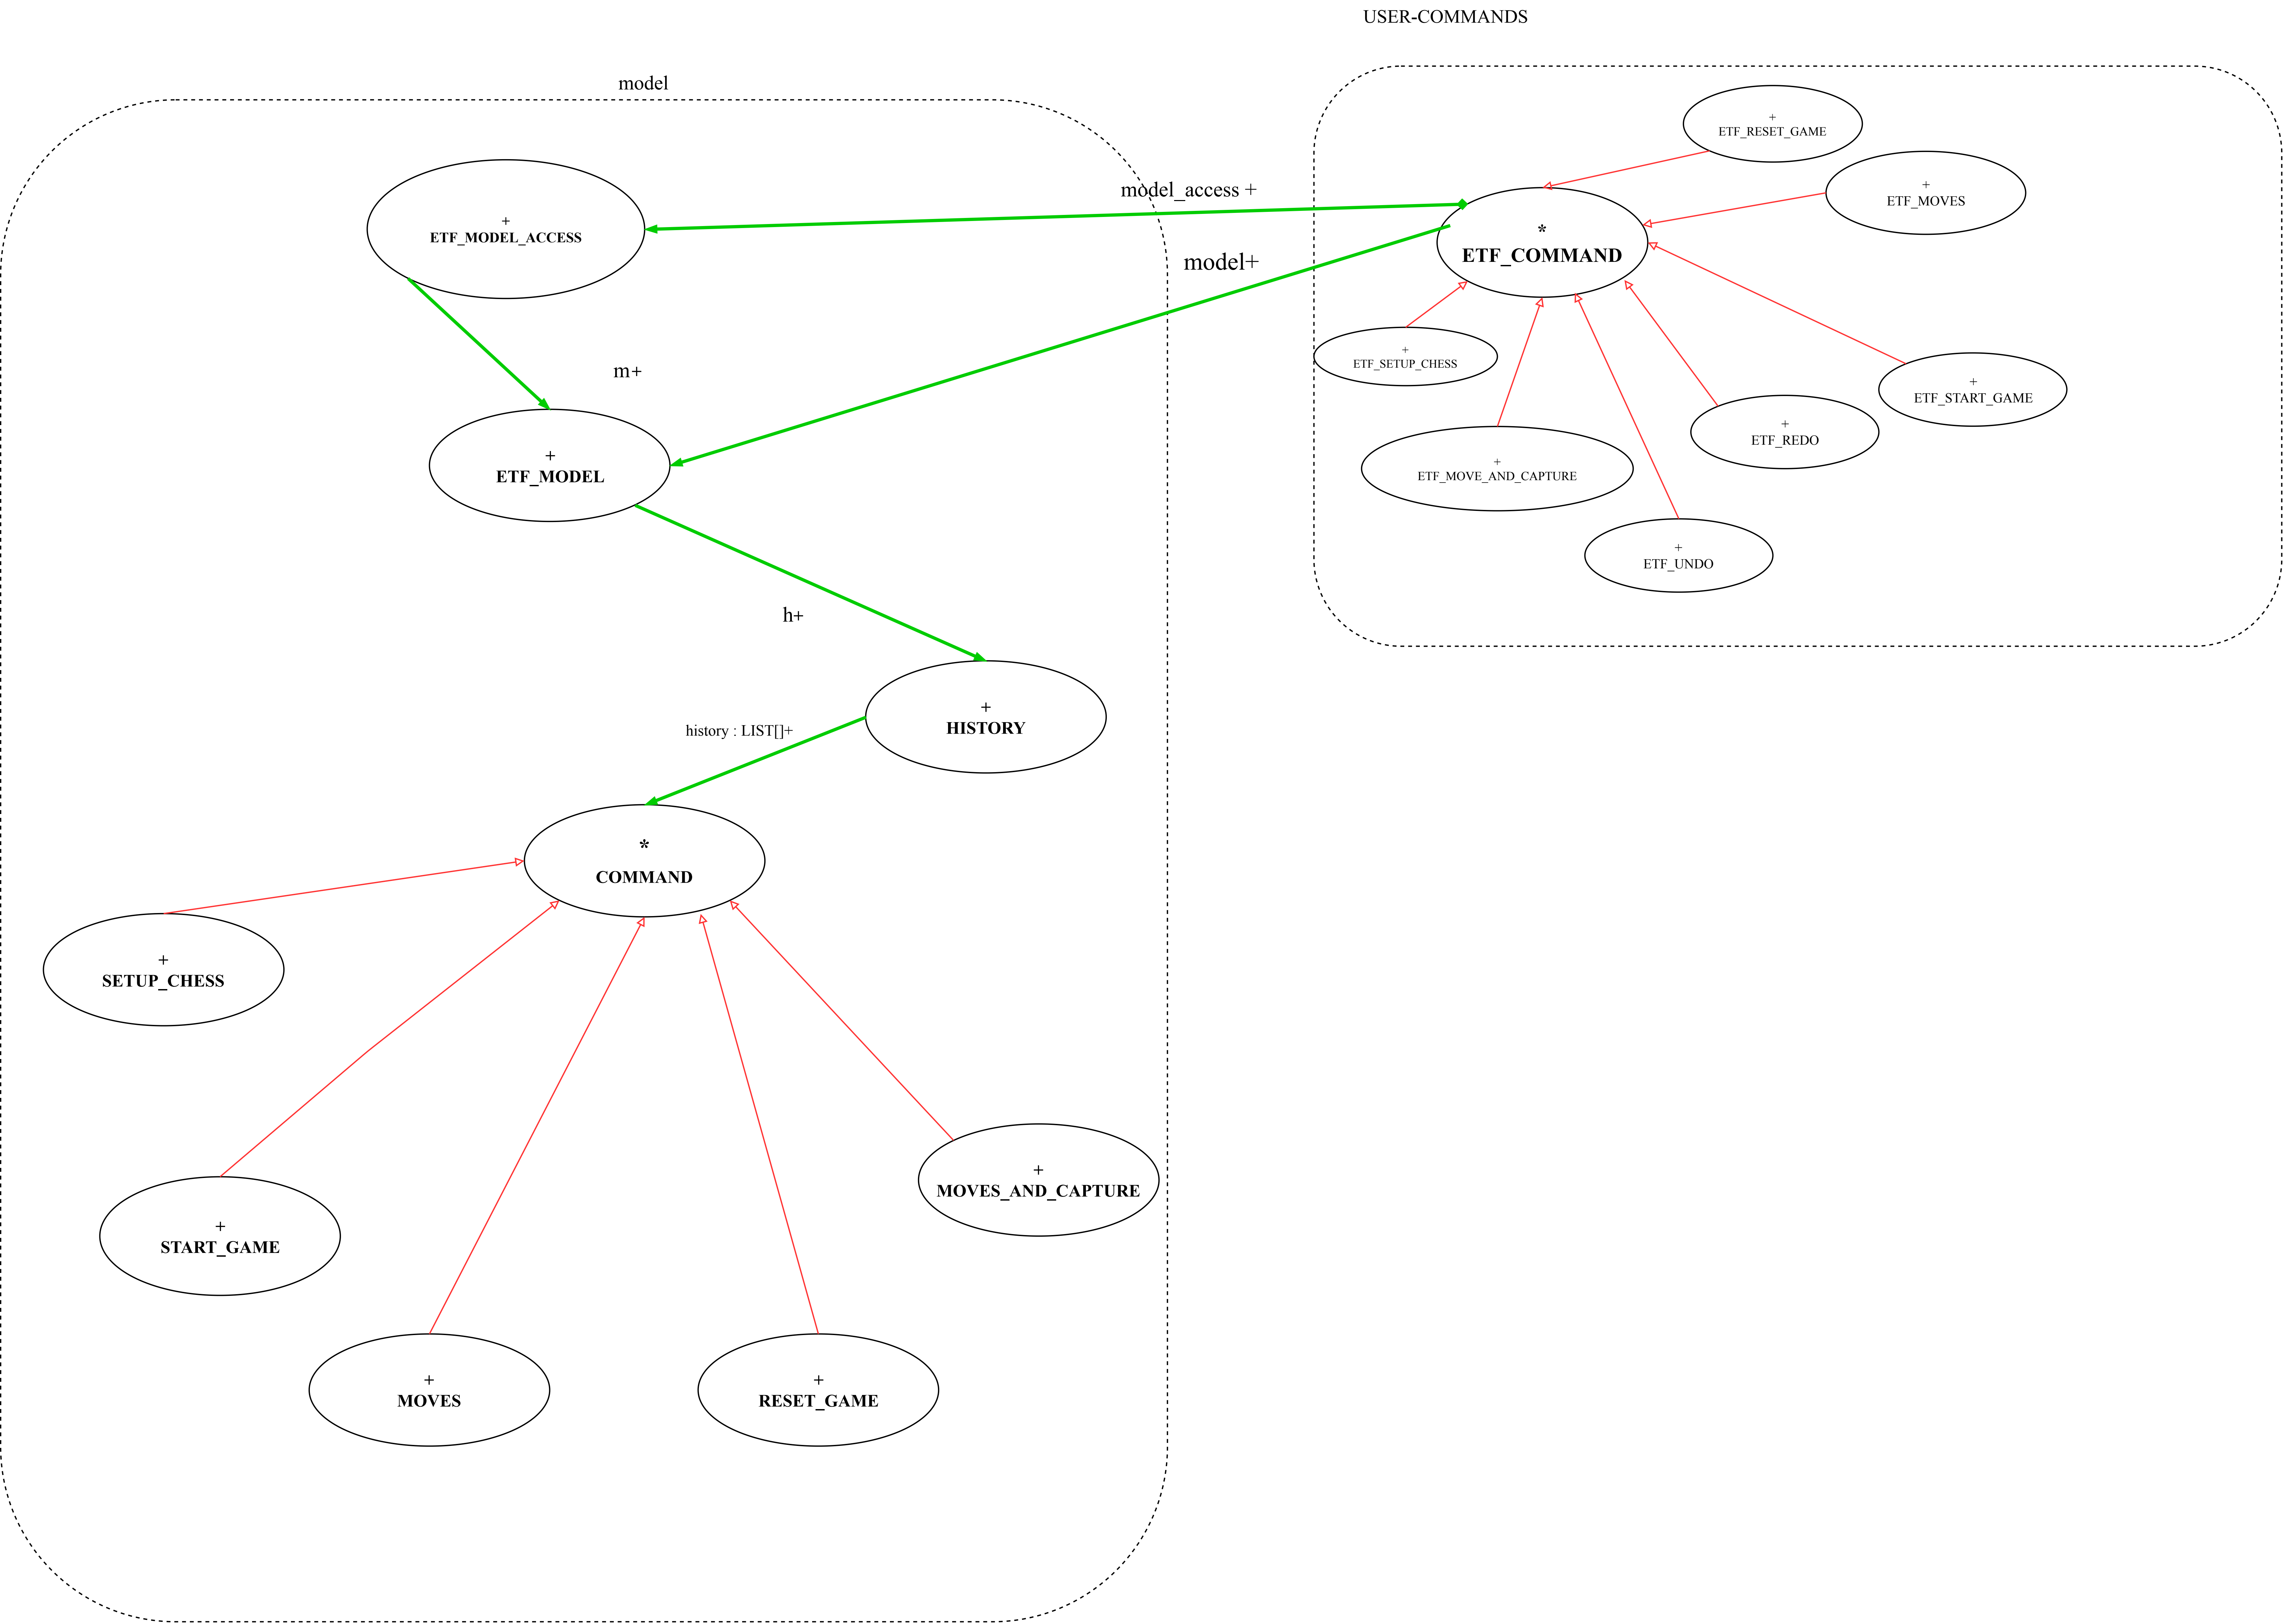 USER-COMMANDS
model
+
ETF_RESET_GAME
+
ETF_MOVES
model_access +
+
ETF_MODEL_ACCESS
*
ETF_COMMAND
model+
+
ETF_SETUP_CHESS
m+
+
ETF_START_GAME
+
ETF_REDO
+
ETF_MODEL
+
ETF_MOVE_AND_CAPTURE
+
ETF_UNDO
h+
+
HISTORY
history : LIST[]+
*
COMMAND
+
SETUP_CHESS
+
MOVES_AND_CAPTURE
+
START_GAME
+
MOVES
+
RESET_GAME